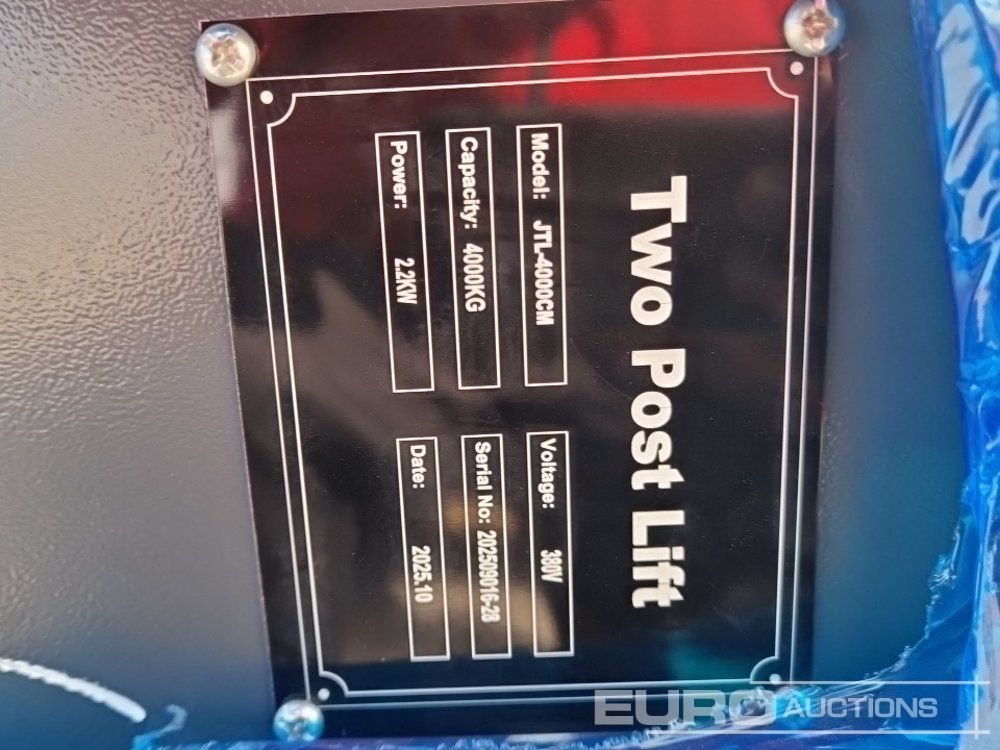 Two Post Lift
Model: JTL-4000CM
Voltage: 380V
Capacity: 4000KG
Serial No: 202509016-28
Power: 2.2KW
Date: 2025.10
EURO AUCTIONS